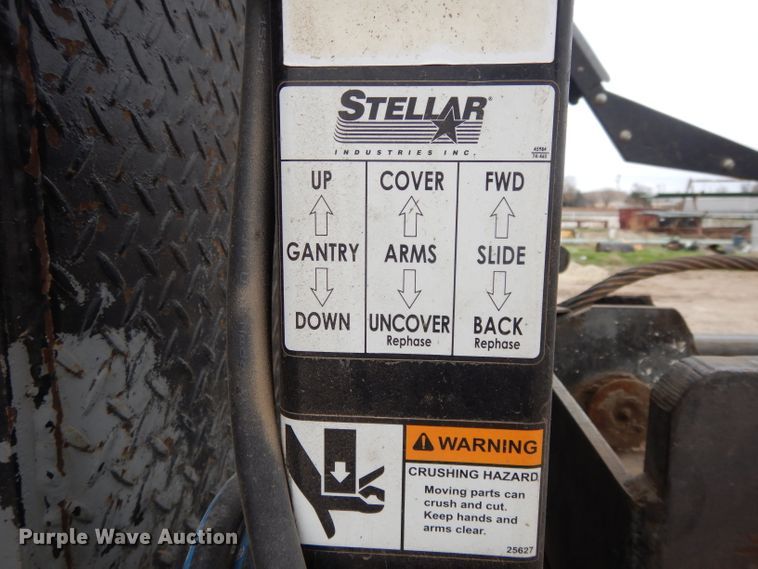 STELLAR®
INDUSTRIES INC.
UP
GANTRY
DOWN
COVER
ARMS
UNCOVER
Rephase
FWD
SLIDE
BACK
Rephase
WARNING
CRUSHING HAZARD
Moving parts can
crush and cut.
Keep hands and
arms clear.
25627
Purple Wave Auction